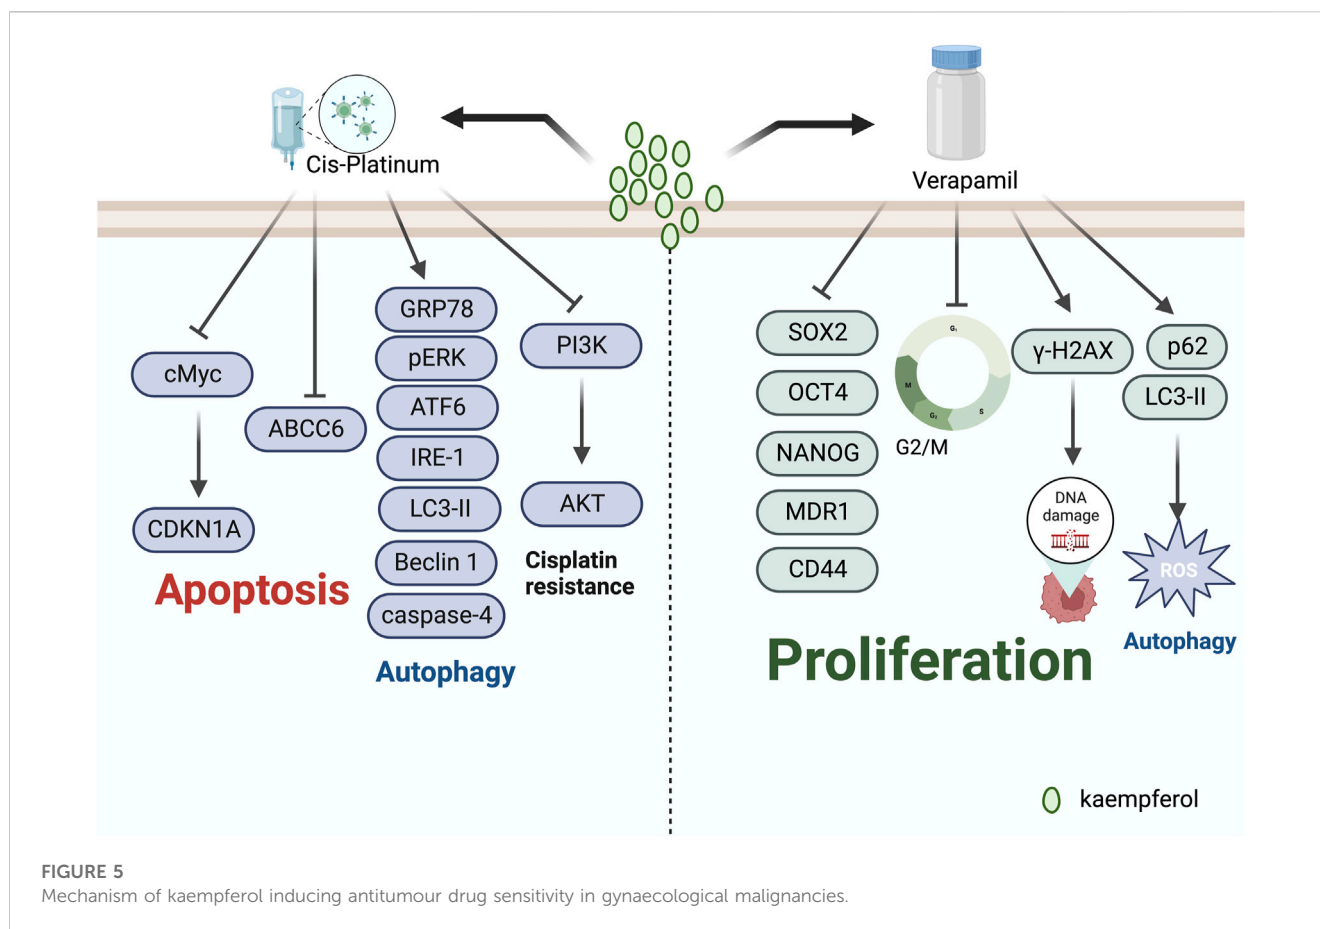 Cis-Platinum
Verapamil
cMyc
CDKN1A
ABCC6
Apoptosis
GRP78
pERK
ATF6
IRE-1
LC3-II
Beclin 1
caspase-4
Autophagy
PI3K
AKT
Cisplatin
resistance
SOX2
OCT4
NANOG
MDR1
CD44
G₁
S
G₂
M
G2/M
Proliferation
γ-H2AX
DNA
damage
p62
LC3-II
ROS
Autophagy
kaempferol
FIGURE 5
Mechanism of kaempferol inducing antitumour drug sensitivity in gynaecological malignancies.